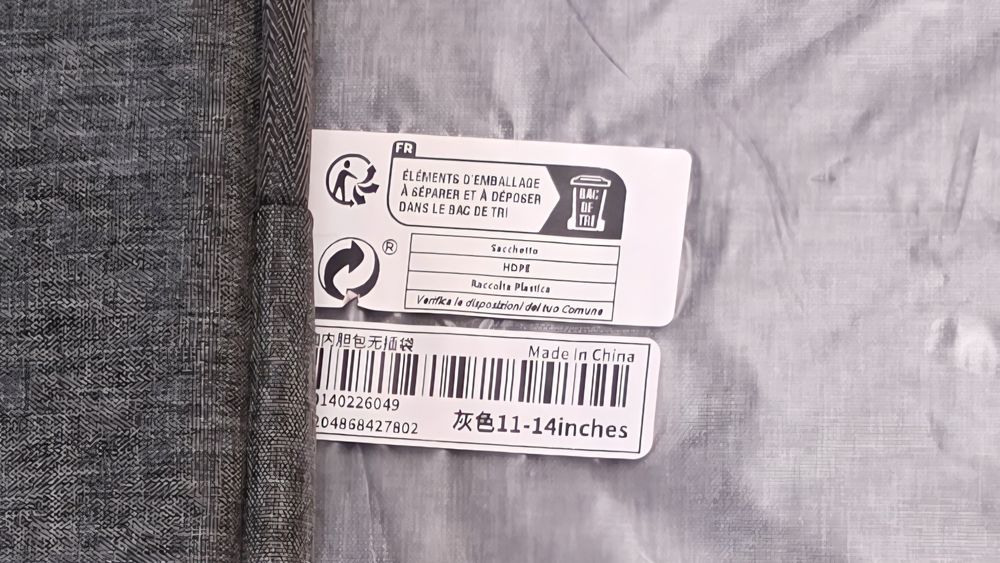 FR
ÉLÉMENTS D'EMBALLAGE
À SÉPARER ET À DÉPOSER
DANS LE BAC DE TRI
BAC
DE
TRI
®
Sacchetto
HDPE
Raccolta Plastica
Verifica le disposizioni del tuo Comune
内胆包无插袋
Made In China
0140226049
204868427802
灰色11-14inches